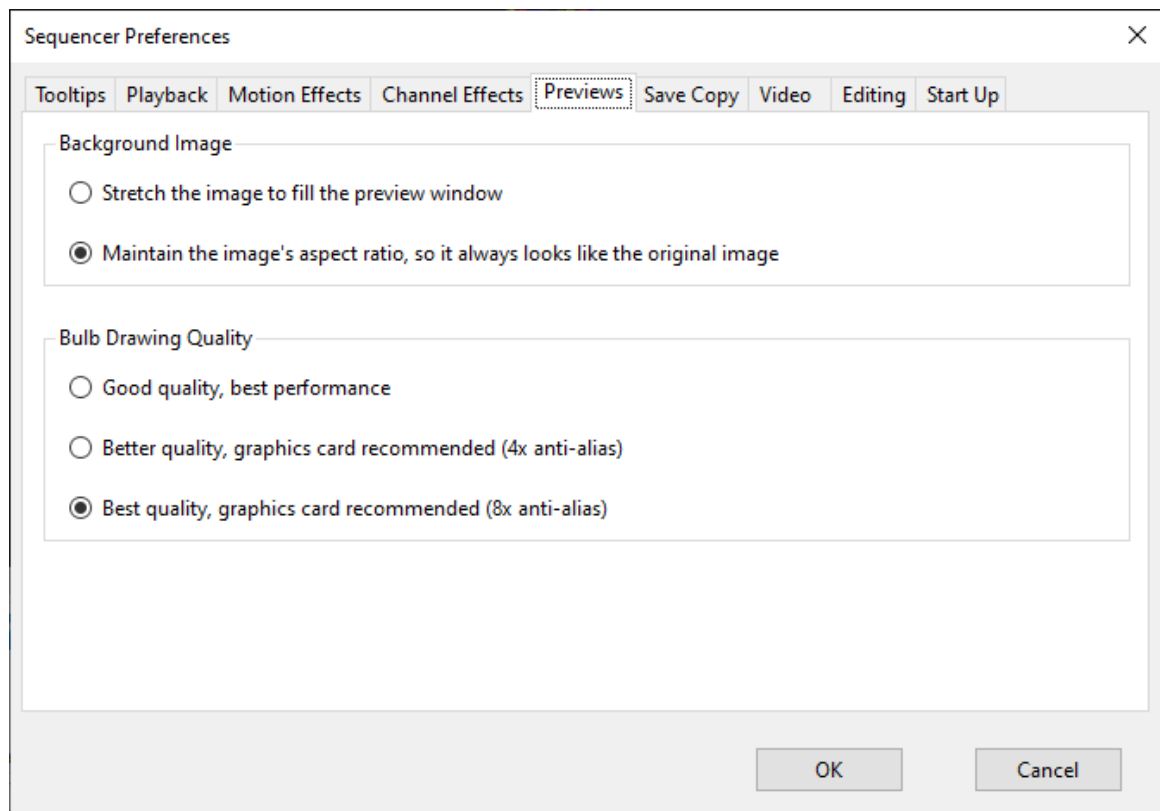 Sequencer Preferences
Tooltips Playback Motion Effects Channel Effects Previews Save Copy Video Editing Start Up
Background Image
Stretch the image to fill the preview window
Maintain the image's aspect ratio, so it always looks like the original image
Bulb Drawing Quality
Good quality, best performance
Better quality, graphics card recommended (4x anti-alias)
Best quality, graphics card recommended (8x anti-alias)
OK Cancel